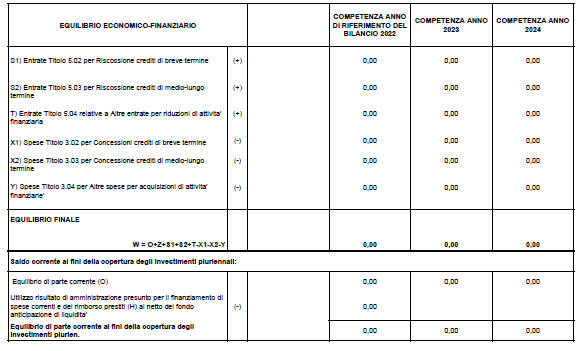 EQUILIBRIO ECONOMICO-FINANZIARIO
COMPETENZA ANNO
DI RIFERIMENTO DEL
BILANCIO 2022
COMPETENZA ANNO
2023
COMPETENZA ANNO
2024
S1) Entrate Titolo 5.02 per Riscossione crediti di breve termine (+) 0,00 0,00 0,00
S2) Entrate Titolo 5.03 per Riscossione crediti di medio-lungo
termine (+) 0,00 0,00 0,00
T) Entrate Titolo 5.04 relative a Altre entrate per riduzioni di attivita'
finanziaria (+) 0,00 0,00 0,00
X1) Spese Titolo 3.02 per Concessioni crediti di breve termine (-) 0,00 0,00 0,00
X2) Spese Titolo 3.03 per Concessione crediti di medio-lungo
termine (-) 0,00 0,00 0,00
Y) Spese Titolo 3.04 per Altre spese per acquisizioni di attivita'
finanziarie' (-) 0,00 0,00 0,00
EQUILIBRIO FINALE
W = O+Z+S1+S2+T-X1-X2-Y 0,00 0,00 0,00
Saldo corrente ai fini della copertura degli investimenti pluriennali:
Equilibrio di parte corrente (O) 0,00 0,00 0,00
Utilizzo risultato di amministrazione presunto per il finanziamento di
spese correnti e del rimborso prestiti (H) al netto del fondo
anticipazione di liquidita' (-) 0,00
Equilibrio di parte corrente ai fini della copertura degli
investimenti plurien. 0,00 0,00 0,00